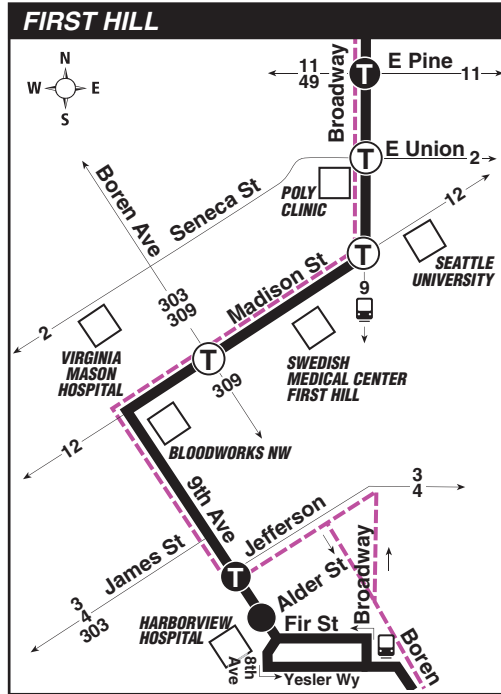 FIRST HILL
N
W
E
S
11
49
Broadway
T
E Pine
11
E Union
T
2
POLY
CLINIC
Boren Ave
Seneca St
12
T
SEATTLE
UNIVERSITY
Madison St
9
303
309
2
VIRGINIA
MASON
HOSPITAL
T
SWEDISH
MEDICAL CENTER
FIRST HILL
309
12
BLOODWORKS NW
9th Ave
3
4
Jefferson
James St
T
Alder St
Broadway
3
4
303
HARBORVIEW
HOSPITAL
Fir St
8th
Ave
Yesler Wy
Boren